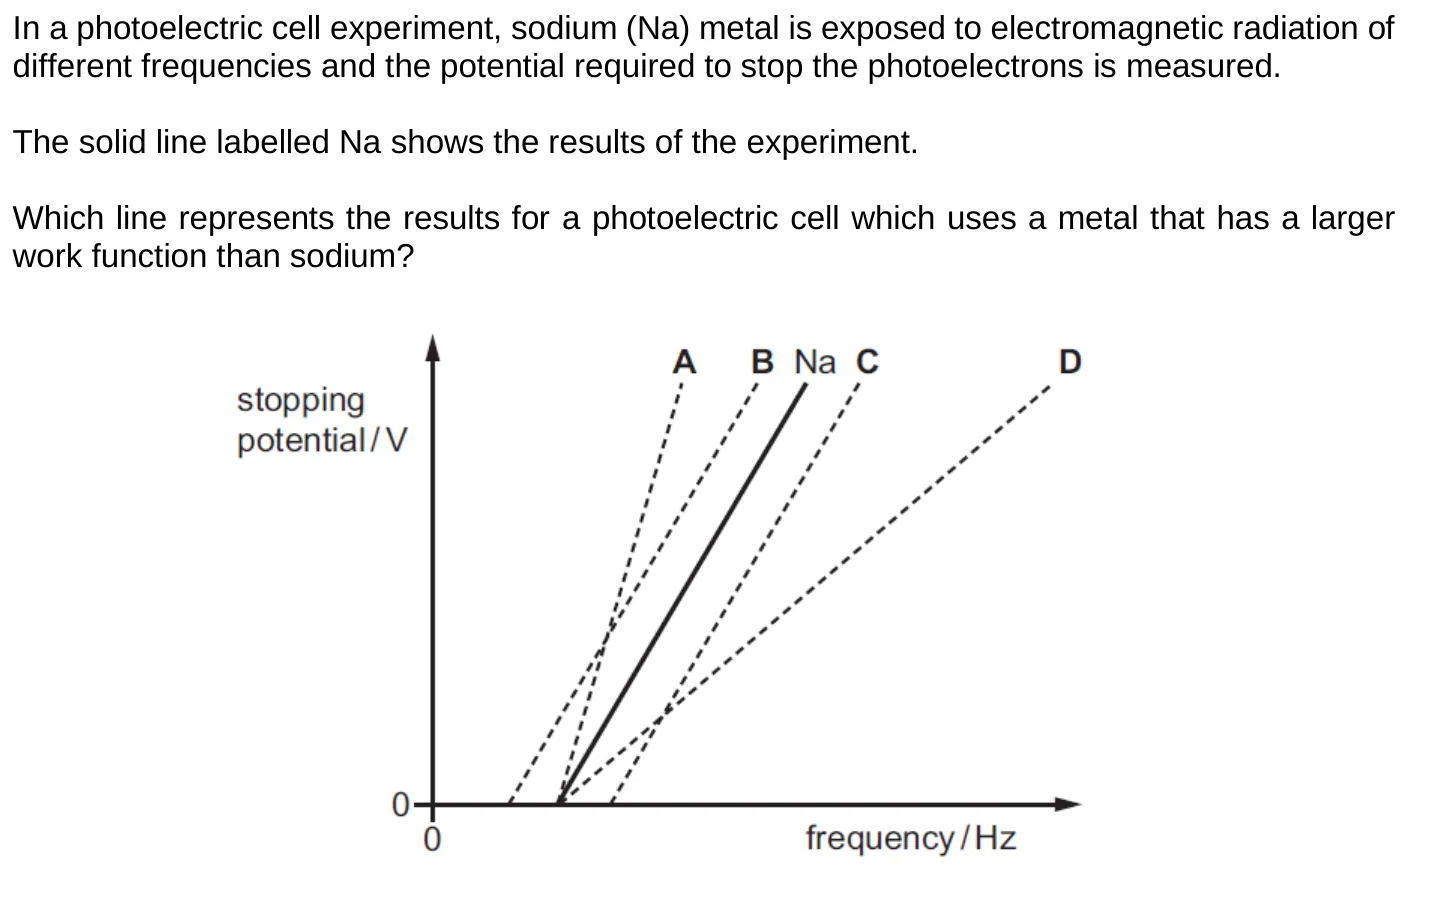 In a photoelectric cell experiment, sodium (Na) metal is exposed to electromagnetic radiation of
different frequencies and the potential required to stop the photoelectrons is measured.
The solid line labelled Na shows the results of the experiment.
Which line represents the results for a photoelectric cell which uses a metal that has a larger
work function than sodium?
A B Na C D
stopping
potential/V
0
0
frequency/Hz